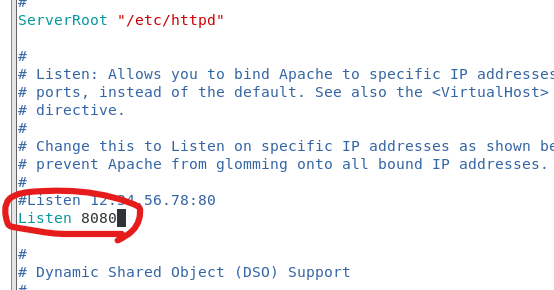 #
ServerRoot "/etc/httpd"
#
# Listen: Allows you to bind Apache to specific IP addresses
# ports, instead of the default. See also the <VirtualHost>
# directive.
#
# Change this to Listen on specific IP addresses as shown be
# prevent Apache from glomming onto all bound IP addresses.
#
#Listen 12.34.56.78:80
Listen 8080
#
# Dynamic Shared Object (DSO) Support
#